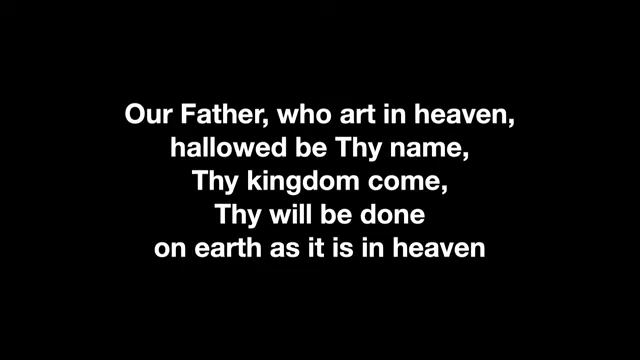 Our Father, who art in heaven,
hallowed be Thy name,
Thy kingdom come,
Thy will be done
on earth as it is in heaven